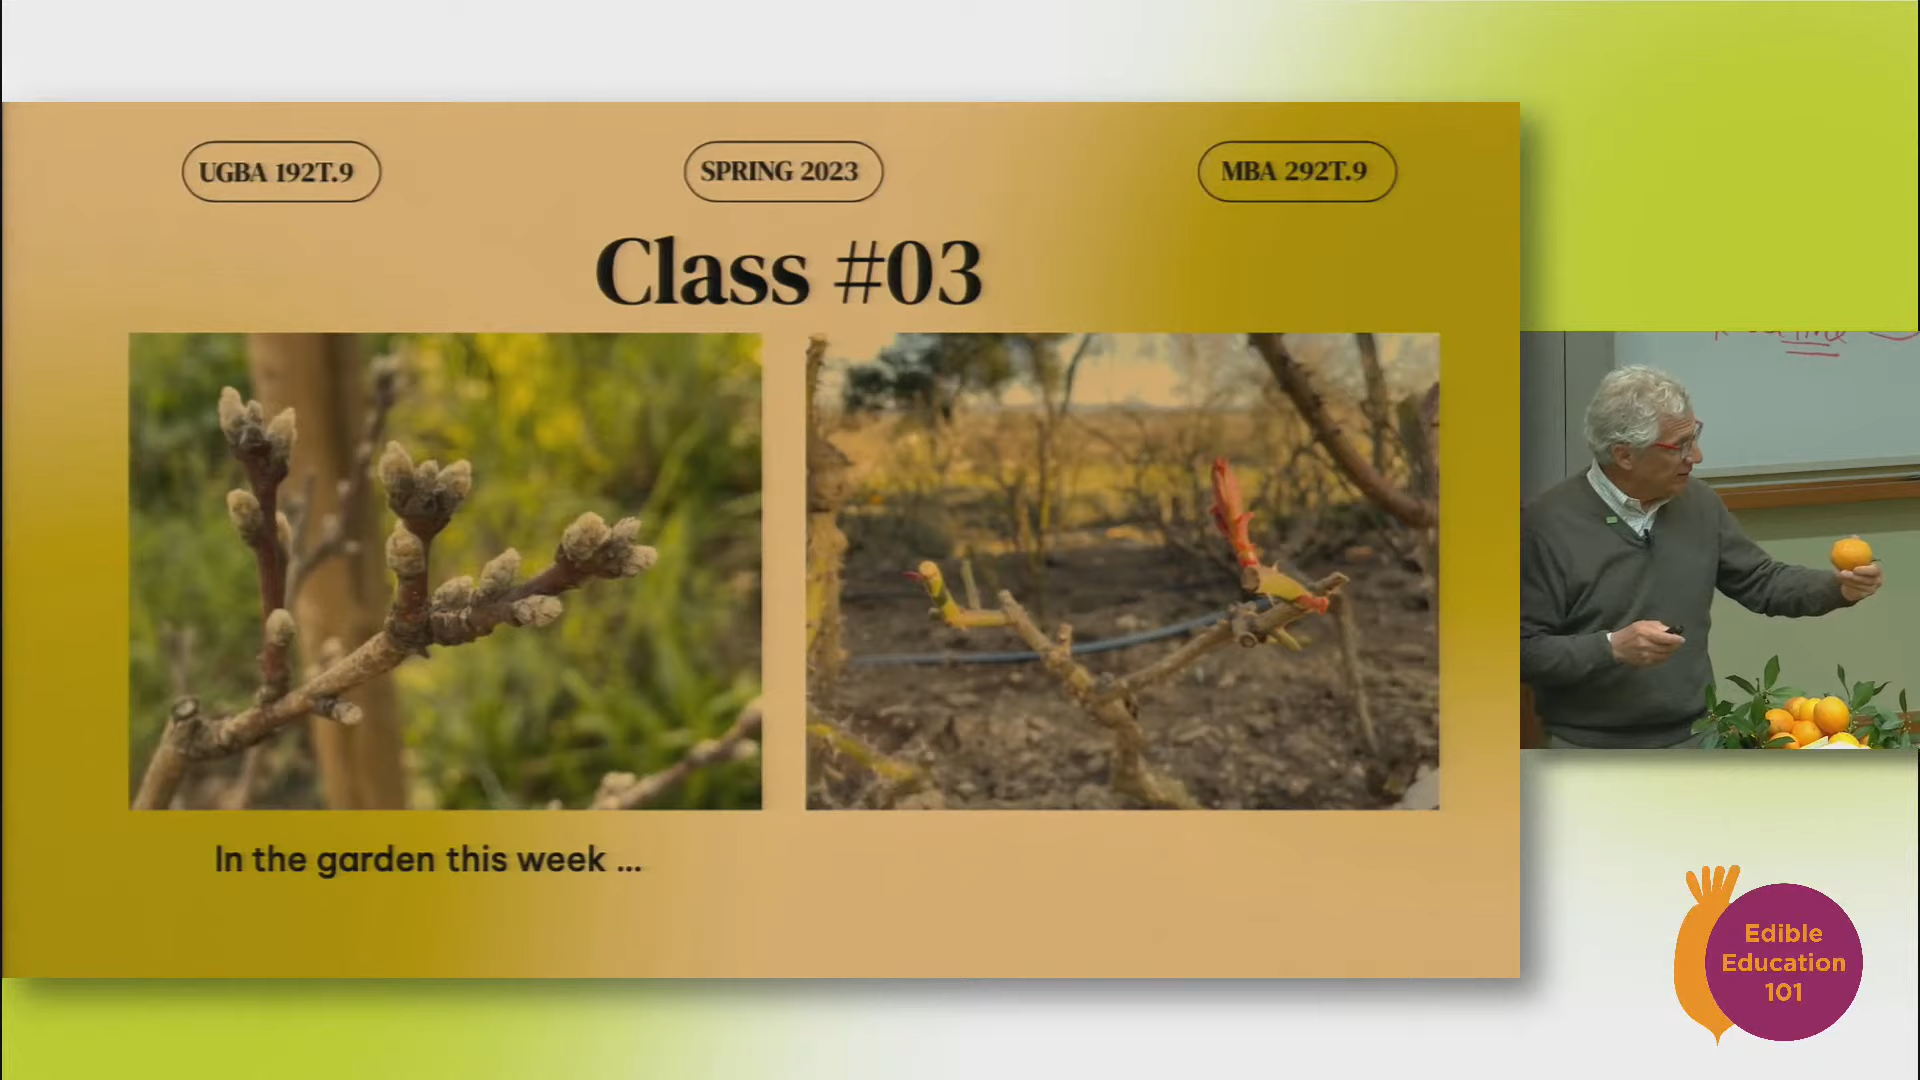 UGBA 192T.9
SPRING 2023
MBA 292T.9
Class #03
In the garden this week ...
Edible
Education
101